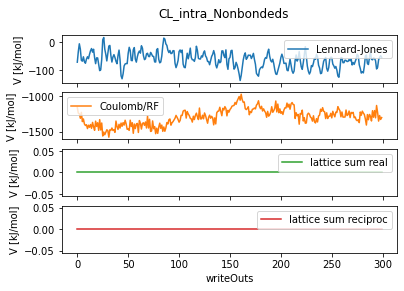 CL_intra_Nonbondeds
V [kJ/mol]
0
−100
Lennard-Jones
V [kJ/mol]
−1000
−1500
Coulomb/RF
V [kJ/mol]
0.05
0.00
−0.05
lattice sum real
V [kJ/mol]
0.05
0.00
−0.05
lattice sum reciproc
0 50 100 150 200 250 300
writeOuts